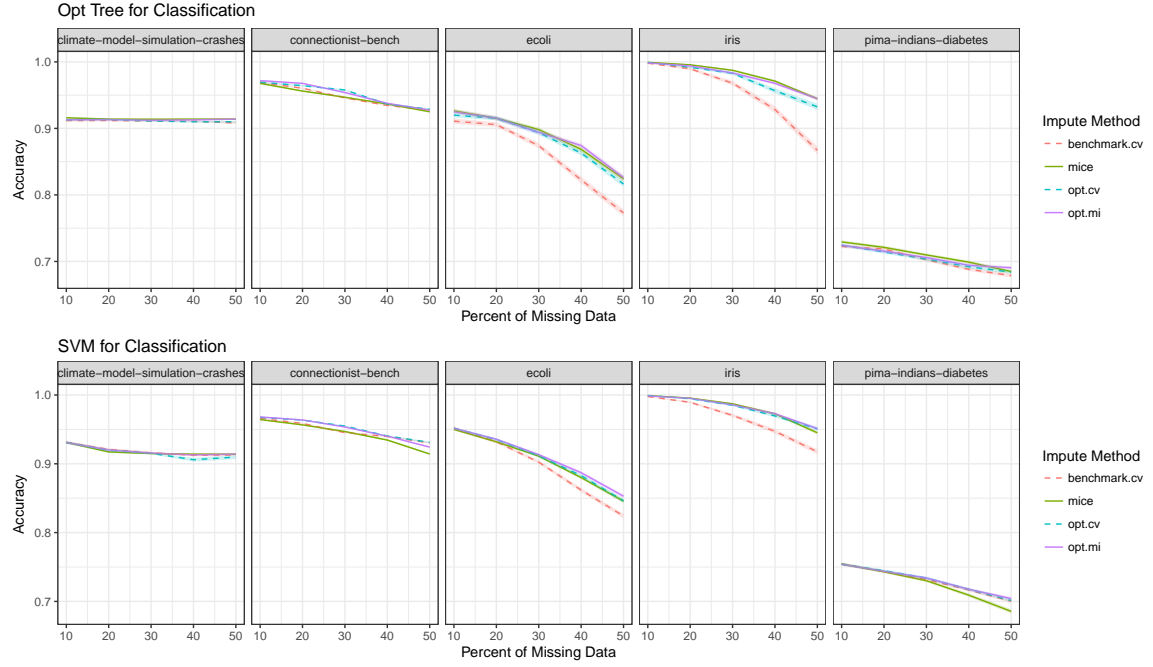 Opt Tree for Classification
climate−model−simulation−crashes connectionist−bench ecoli iris pima−indians−diabetes
1.0
0.9
0.8
0.7
Accuracy
10 20 30 40 50 10 20 30 40 50 10 20 30 40 50 10 20 30 40 50 10 20 30 40 50
Percent of Missing Data
Impute Method
benchmark.cv
mice
opt.cv
opt.mi
SVM for Classification
climate−model−simulation−crashes connectionist−bench ecoli iris pima−indians−diabetes
1.0
0.9
0.8
0.7
Accuracy
10 20 30 40 50 10 20 30 40 50 10 20 30 40 50 10 20 30 40 50 10 20 30 40 50
Percent of Missing Data
Impute Method
benchmark.cv
mice
opt.cv
opt.mi